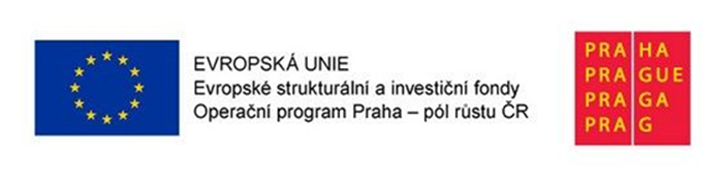 EVROPSKÁ UNIE
Evropské strukturální a investiční fondy
Operační program Praha – pól růstu ČR
PRA HA
PRA GUE
PRA GA
PRA G